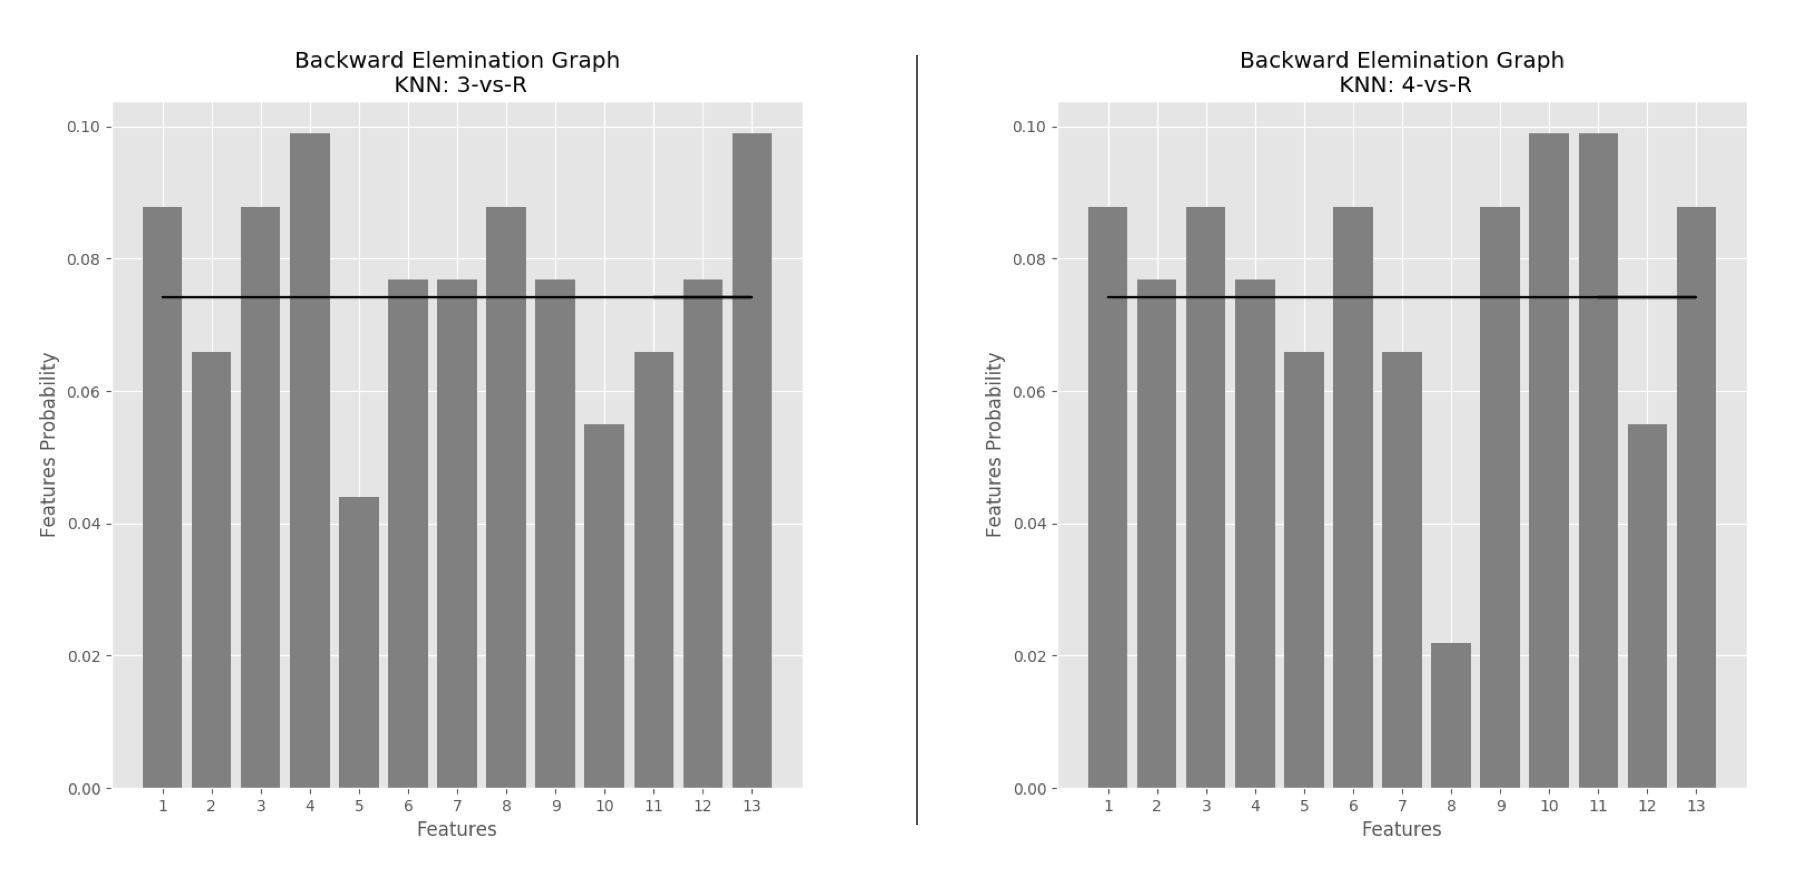 Backward Elemination Graph
KNN: 3-vs-R
0.10
0.08
0.06
0.04
0.02
0.00
Features Probability
1 2 3 4 5 6 7 8 9 10 11 12 13
Features
Backward Elemination Graph
KNN: 4-vs-R
0.10
0.08
0.06
0.04
0.02
0.00
Features Probability
1 2 3 4 5 6 7 8 9 10 11 12 13
Features